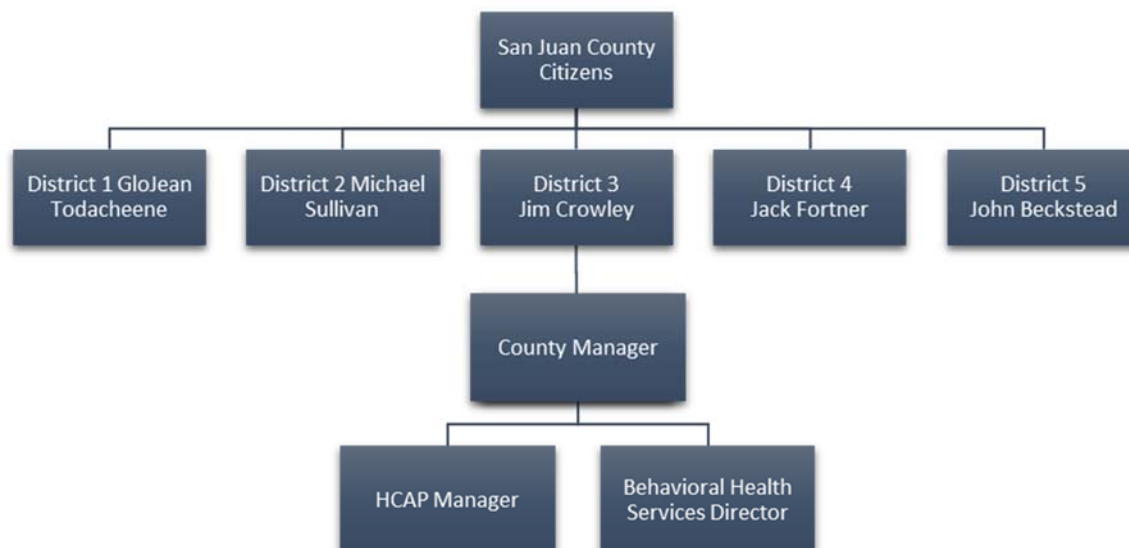 San Juan County
Citizens
District 1 GloJean
Todacheene
District 2 Michael
Sullivan
District 3
Jim Crowley
District 4
Jack Fortner
District 5
John Beckstead
County Manager
HCAP Manager
Behavioral Health
Services Director